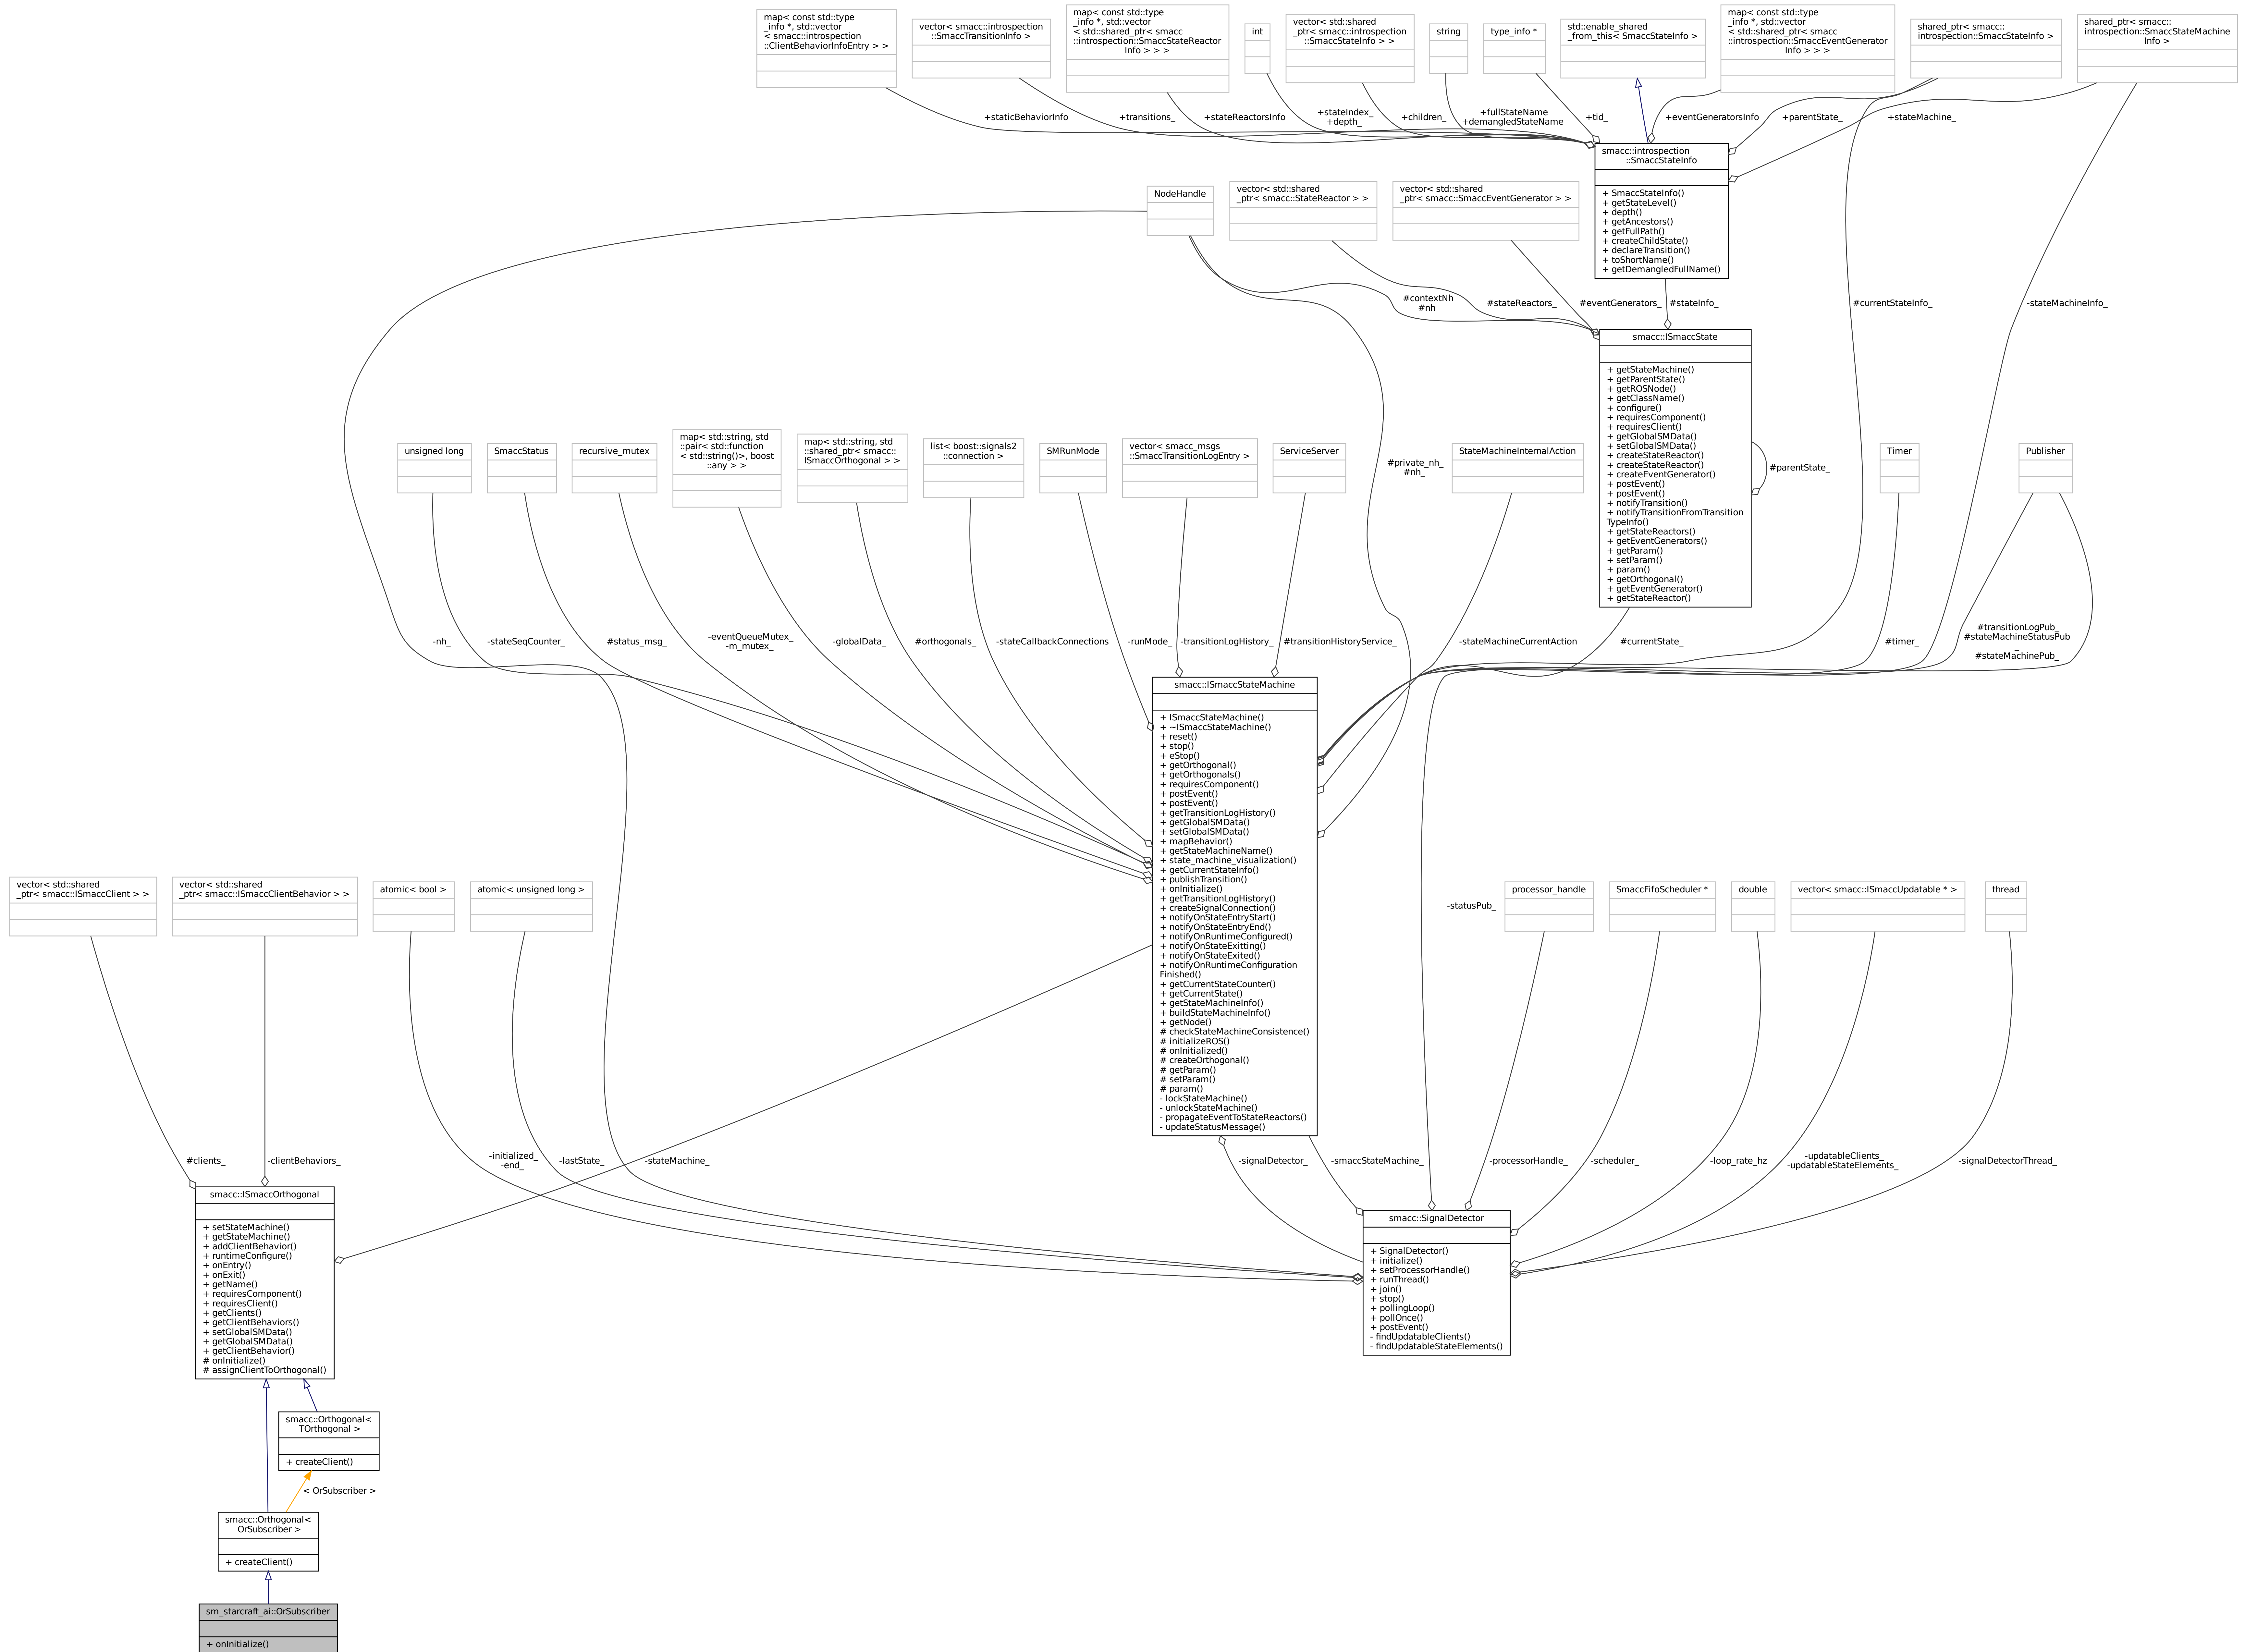 map< const std::type
_info *, std::vector
< smacc::introspection
::ClientBehaviorInfoEntry > >
vector< smacc::introspection
::SmaccTransitionInfo >
map< const std::type
_info *, std::vector
< std::shared_ptr< smacc
::introspection::SmaccStateReactor
Info > > >
int
vector< std::shared
_ptr< smacc::introspection
::SmaccStateInfo > >
string
type_info *
std::enable_shared
_from_this< SmaccStateInfo >
map< const std::type
_info *, std::vector
< std::shared_ptr< smacc
::introspection::SmaccEventGenerator
Info > > >
shared_ptr< smacc::
introspection::SmaccStateInfo >
shared_ptr< smacc::
introspection::SmaccStateMachine
Info >
+staticBehaviorInfo
+transitions_
+stateReactorsInfo
+stateIndex_
+depth_
+children_
+fullStateName
+demangledStateName
+tid_
+eventGeneratorsInfo
+parentState_
+stateMachine_
smacc::introspection
::SmaccStateInfo
+ SmaccStateInfo()
+ getStateLevel()
+ depth()
+ getAncestors()
+ getFullPath()
+ createChildState()
+ declareTransition()
+ toShortName()
+ getDemangledFullName()
NodeHandle
vector< std::shared
_ptr< smacc::StateReactor > >
vector< std::shared
_ptr< smacc::SmaccEventGenerator > >
#contextNh
#nh
#stateReactors_
#eventGenerators_
#stateInfo_
#currentStateInfo_
-stateMachineInfo_
smacc::ISmaccState
+ getStateMachine()
+ getParentState()
+ getROSNode()
+ getClassName()
+ configure()
+ requiresComponent()
+ requiresClient()
+ getGlobalSMData()
+ setGlobalSMData()
+ createStateReactor()
+ createStateReactor()
+ createEventGenerator()
+ postEvent()
+ postEvent()
+ notifyTransition()
+ notifyTransitionFromTransition
TypeInfo()
+ getStateReactors()
+ getEventGenerators()
+ getParam()
+ setParam()
+ param()
+ getOrthogonal()
+ getEventGenerator()
+ getStateReactor()
#parentState_
unsigned long
SmaccStatus
recursive_mutex
map< std::string, std
::pair< std::function
< std::string()>, boost
::any > >
map< std::string, std
::shared_ptr< smacc::
ISmaccOrthogonal > >
list< boost::signals2
::connection >
SMRunMode
vector< smacc_msgs
::SmaccTransitionLogEntry >
ServiceServer
#private_nh_
#nh_
StateMachineInternalAction
Timer
Publisher
-nh_
-stateSeqCounter_
#status_msg_
-eventQueueMutex_
-m_mutex_
-globalData_
#orthogonals_
-stateCallbackConnections
-runMode_
-transitionLogHistory_
#transitionHistoryService_
-stateMachineCurrentAction
#currentState_
#timer_
#transitionLogPub_
#stateMachineStatusPub
_
#stateMachinePub_
smacc::ISmaccStateMachine
+ ISmaccStateMachine()
+ ~ISmaccStateMachine()
+ reset()
+ stop()
+ eStop()
+ getOrthogonal()
+ getOrthogonals()
+ requiresComponent()
+ postEvent()
+ postEvent()
+ getTransitionLogHistory()
+ getGlobalSMData()
+ setGlobalSMData()
+ mapBehavior()
+ getStateMachineName()
+ state_machine_visualization()
+ getCurrentStateInfo()
+ publishTransition()
+ onInitialize()
+ getTransitionLogHistory()
+ createSignalConnection()
+ notifyOnStateEntryStart()
+ notifyOnStateEntryEnd()
+ notifyOnRuntimeConfigured()
+ notifyOnStateExitting()
+ notifyOnStateExited()
+ notifyOnRuntimeConfiguration
Finished()
+ getCurrentStateCounter()
+ getCurrentState()
+ getStateMachineInfo()
+ buildStateMachineInfo()
+ getNode()
# checkStateMachineConsistence()
# initializeROS()
# onInitialized()
# createOrthogonal()
# getParam()
# setParam()
# param()
- lockStateMachine()
- unlockStateMachine()
- propagateEventToStateReactors()
- updateStatusMessage()
vector< std::shared
_ptr< smacc::ISmaccClient > >
vector< std::shared
_ptr< smacc::ISmaccClientBehavior > >
atomic< bool >
atomic< unsigned long >
-statusPub_
processor_handle
SmaccFifoScheduler *
double
vector< smacc::ISmaccUpdatable * >
thread
#clients_
-clientBehaviors_
-initialized_
-end_
-lastState_
-stateMachine_
-signalDetector_
-smaccStateMachine_
-processorHandle_
-scheduler_
-loop_rate_hz
-updatableClients_
-updatableStateElements_
-signalDetectorThread_
smacc::ISmaccOrthogonal
+ setStateMachine()
+ getStateMachine()
+ addClientBehavior()
+ runtimeConfigure()
+ onEntry()
+ onExit()
+ getName()
+ requiresComponent()
+ requiresClient()
+ getClients()
+ getClientBehaviors()
+ setGlobalSMData()
+ getGlobalSMData()
+ getClientBehavior()
# onInitialize()
# assignClientToOrthogonal()
smacc::SignalDetector
+ SignalDetector()
+ initialize()
+ setProcessorHandle()
+ runThread()
+ join()
+ stop()
+ pollingLoop()
+ pollOnce()
+ postEvent()
- findUpdatableClients()
- findUpdatableStateElements()
smacc::Orthogonal<
TOrthogonal >
+ createClient()
< OrSubscriber >
smacc::Orthogonal<
OrSubscriber >
+ createClient()
sm_starcraft_ai::OrSubscriber
+ onInitialize()